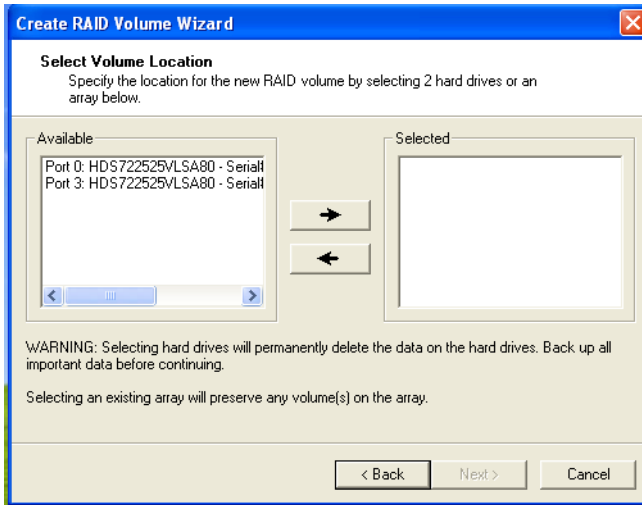 Create RAID Volume Wizard
Select Volume Location
Specify the location for the new RAID volume by selecting 2 hard drives or an
array below.
Available
Selected
Port 0: HDS722525VLSA80 - Serial
Port 3: HDS722525VLSA80 - Serial
WARNING: Selecting hard drives will permanently delete the data on the hard drives. Back up all
important data before continuing.
Selecting an existing array will preserve any volume(s) on the array.
< Back
Next >
Cancel